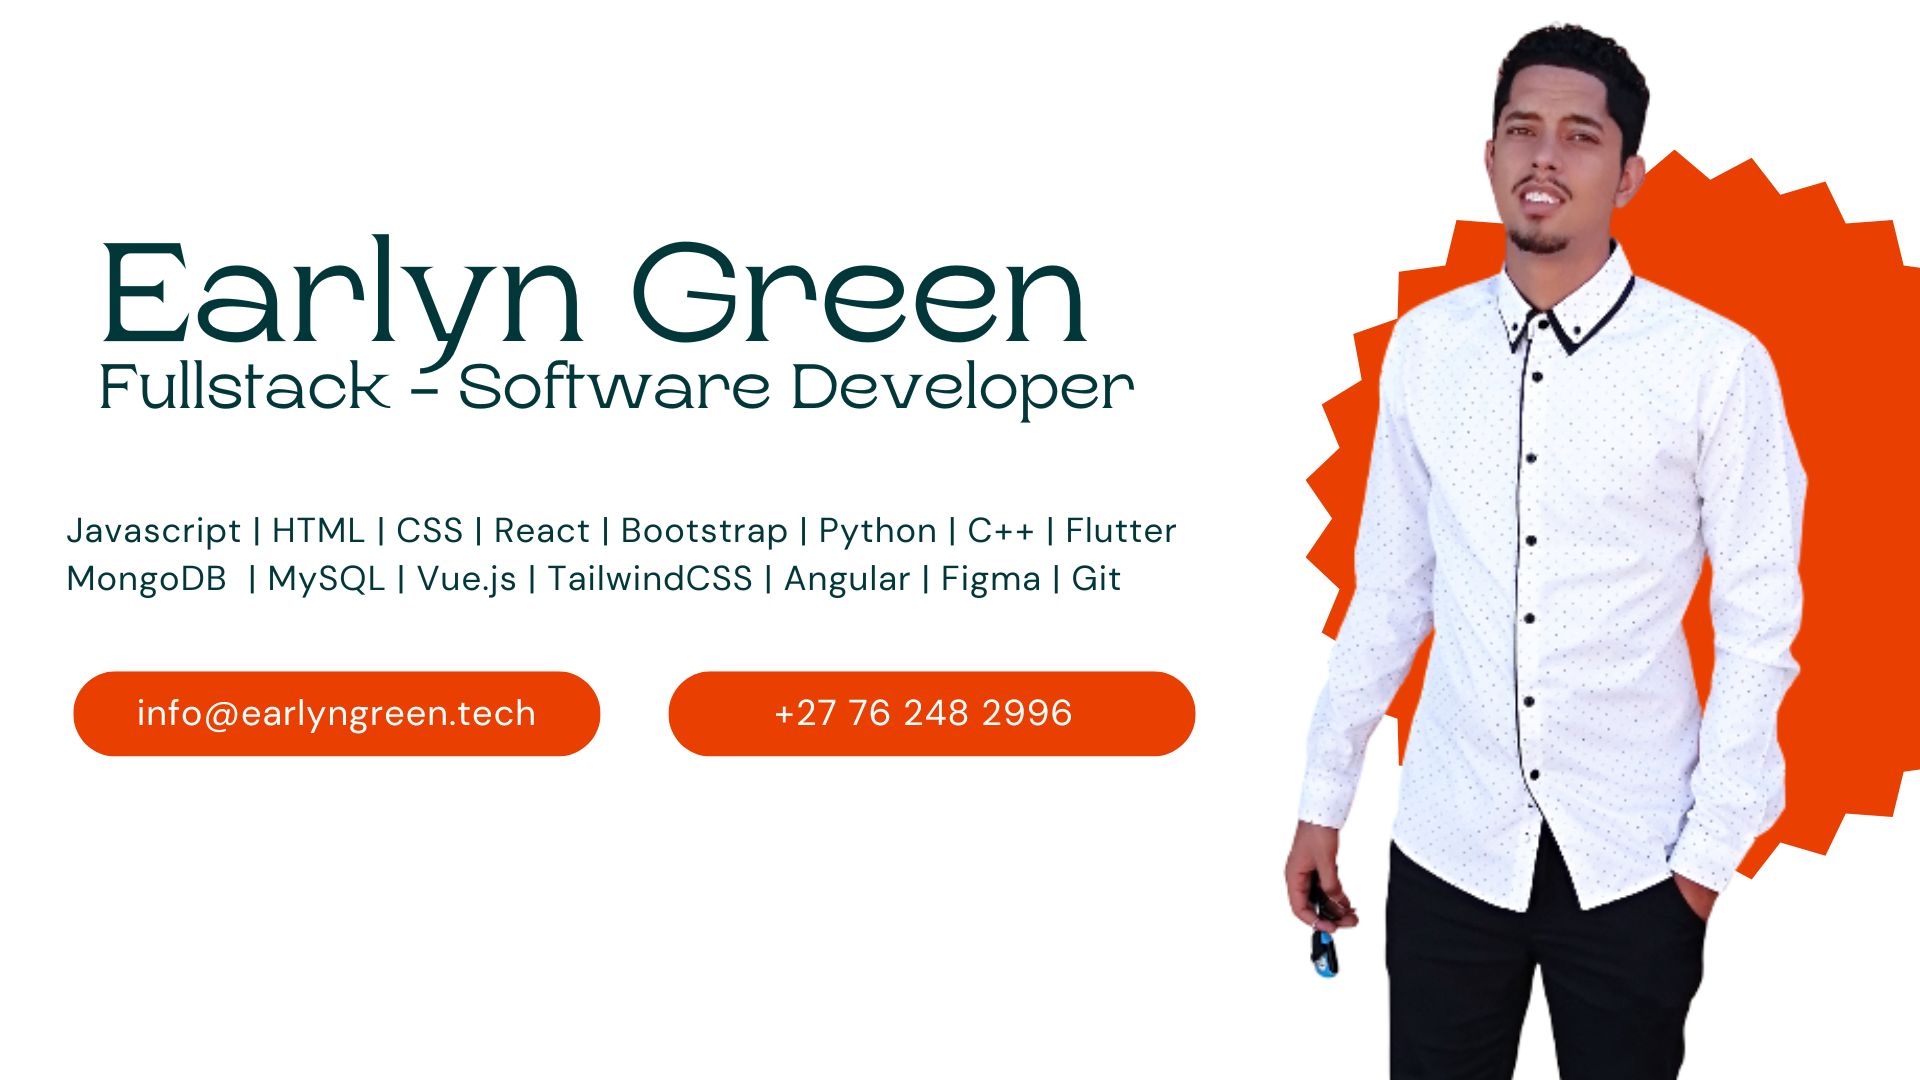 Earlyn Green
Fullstack - Software Developer
Javascript | HTML | CSS | React | Bootstrap | Python | C++ | Flutter
MongoDB  | MySQL | Vue.js | TailwindCSS | Angular | Figma | Git
info@earlyngreen.tech
+27 76 248 2996